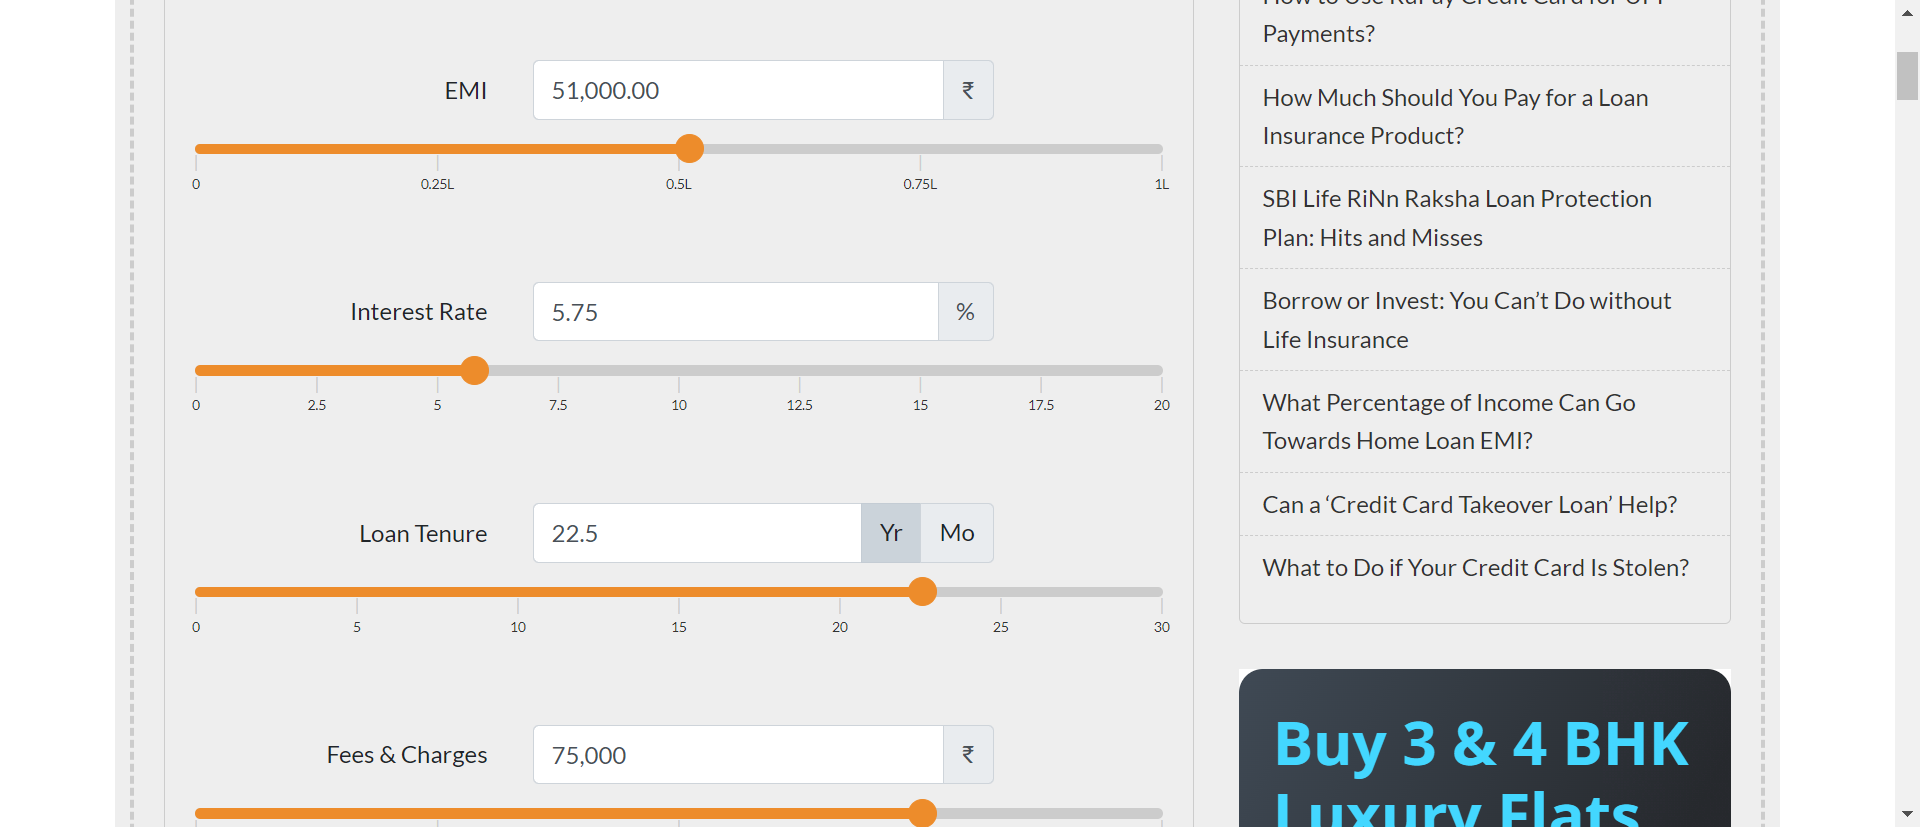 EMI
51,000.00
₹
0
0.25L
0.5L
0.75L
1L
Interest Rate
5.75
%
0
2.5
5
7.5
10
12.5
15
17.5
20
Loan Tenure
22.5
Yr
Mo
0
5
10
15
20
25
30
Fees & Charges
75,000
₹
Payments?
How Much Should You Pay for a Loan
Insurance Product?
SBI Life RiNn Raksha Loan Protection
Plan: Hits and Misses
Borrow or Invest: You Can’t Do without
Life Insurance
What Percentage of Income Can Go
Towards Home Loan EMI?
Can a ‘Credit Card Takeover Loan’ Help?
What to Do if Your Credit Card Is Stolen?
Buy 3 & 4 BHK
Luxury Flats